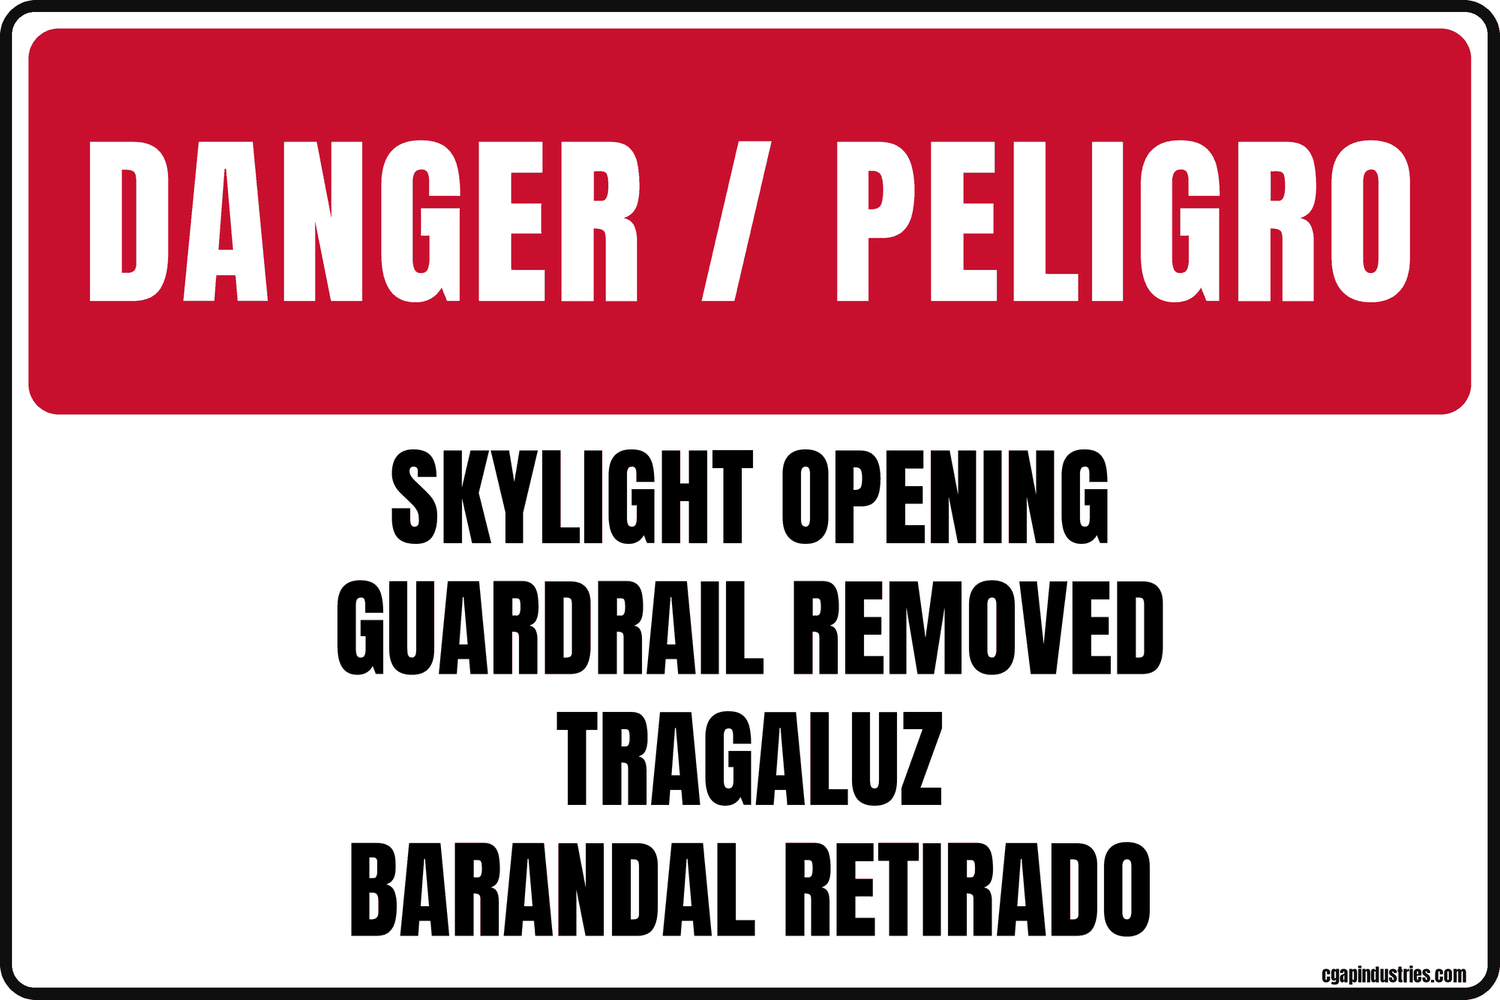 DANGER / PELIGRO
SKYLIGHT OPENING
GUARDRAIL REMOVED
TRAGALUZ
BARANDAL RETIRADO
cgapindustries.com